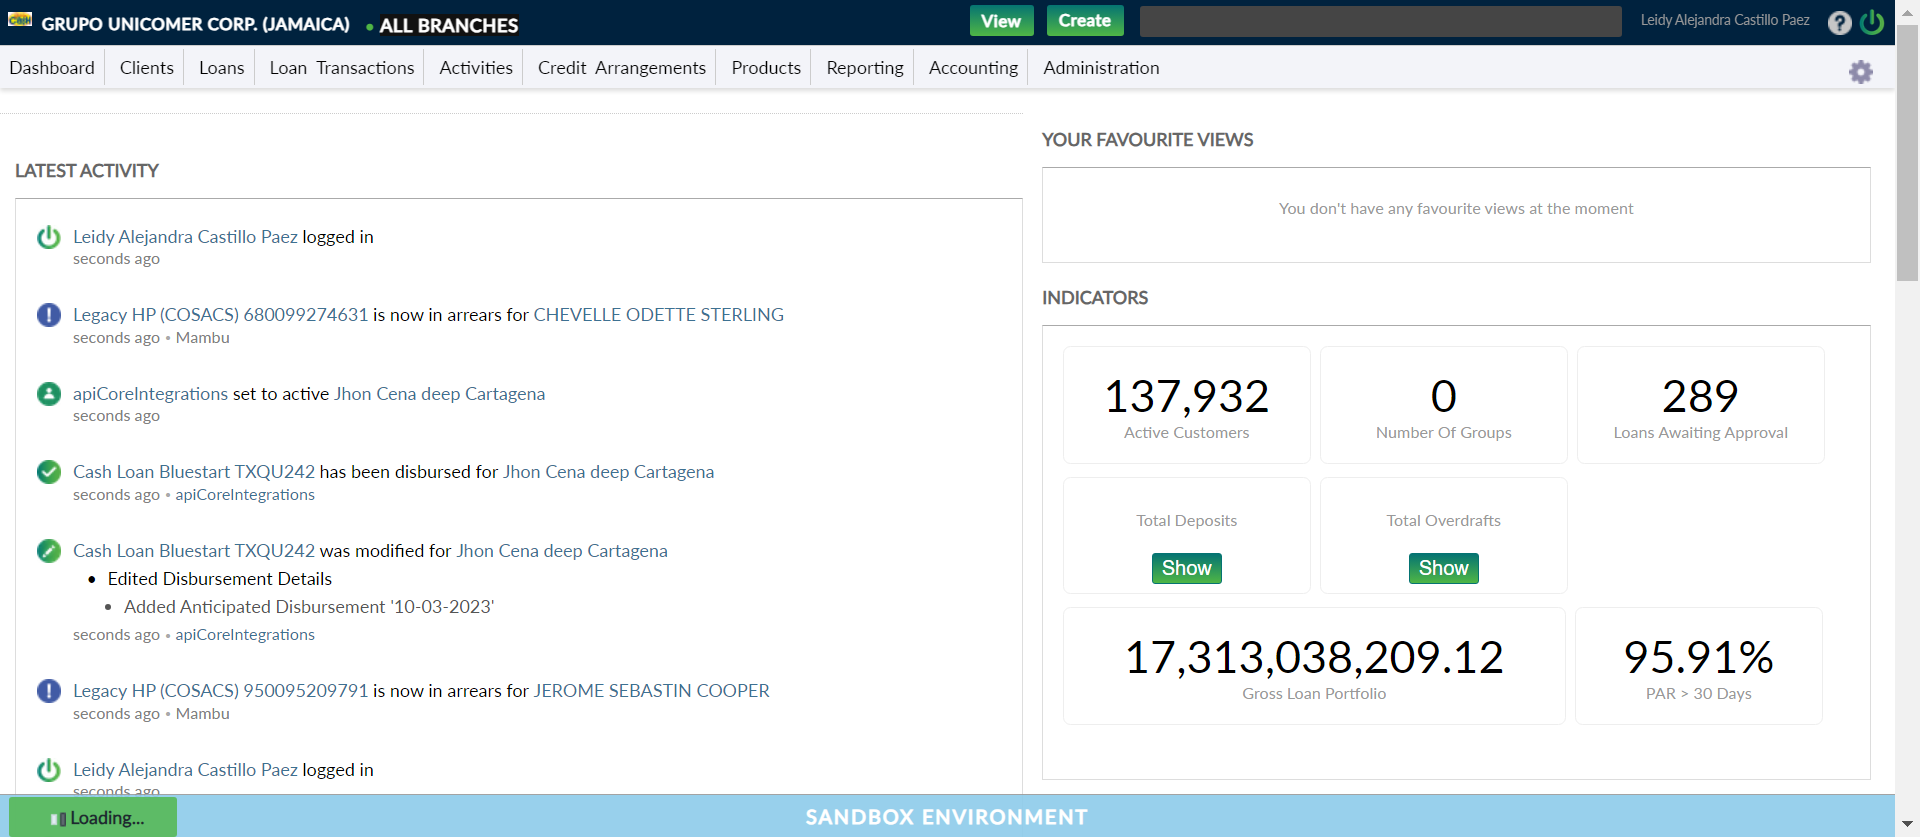 Cash
GRUPO UNICOMER CORP. (JAMAICA) • ALL BRANCHES
View
Create
Leidy Alejandra Castillo Paez
?
Dashboard
Clients
Loans
Loan Transactions
Activities
Credit Arrangements
Products
Reporting
Accounting
Administration
LATEST ACTIVITY
Leidy Alejandra Castillo Paez logged in
seconds ago
Legacy HP (COSACS) 680099274631 is now in arrears for CHEVELLE ODETTE STERLING
seconds ago • Mambu
apiCoreIntegrations set to active Jhon Cena deep Cartagena
seconds ago
Cash Loan Bluestart TXQU242 has been disbursed for Jhon Cena deep Cartagena
seconds ago • apiCoreIntegrations
Cash Loan Bluestart TXQU242 was modified for Jhon Cena deep Cartagena
• Edited Disbursement Details
• Added Anticipated Disbursement '10-03-2023'
seconds ago • apiCoreIntegrations
Legacy HP (COSACS) 950095209791 is now in arrears for JEROME SEBASTIN COOPER
seconds ago • Mambu
Leidy Alejandra Castillo Paez logged in
seconds ago
YOUR FAVOURITE VIEWS
You don't have any favourite views at the moment
INDICATORS
137,932
Active Customers
0
Number Of Groups
289
Loans Awaiting Approval
Total Deposits
Show
Total Overdrafts
Show
17,313,038,209.12
Gross Loan Portfolio
95.91%
PAR > 30 Days
Loading...
SANDBOX ENVIRONMENT